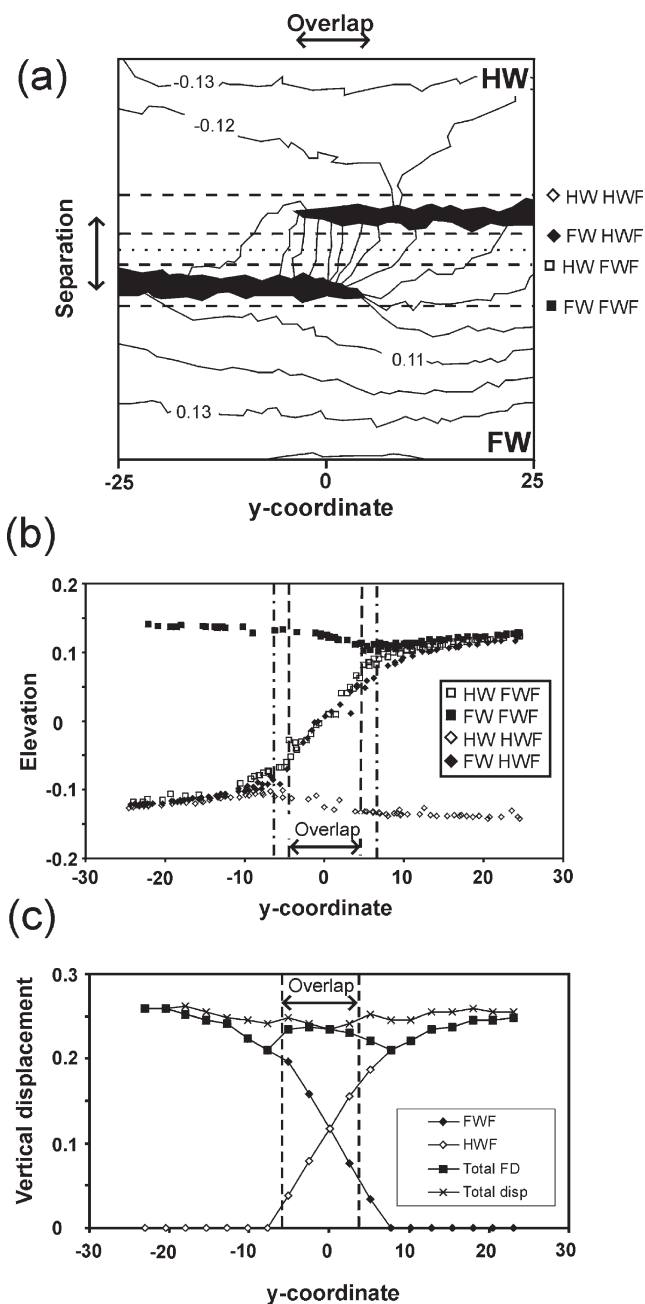 Overlap
(a)
HW
-0.13
-0.12
HW HWF
FW HWF
HW FWF
FW FWF
Separation
0.11
0.13
FW
-25
0
25
y-coordinate
(b)
0.2
0.1
0
-0.1
-0.2
Elevation
HW FWF
FW FWF
HW HWF
FW HWF
Overlap
-30
-20
-10
0
10
20
30
y-coordinate
(c)
0.3
0.2
0.1
0
Vertical displacement
Overlap
FWF
HWF
Total FD
Total disp
-30
-20
-10
0
10
20
30
y-coordinate